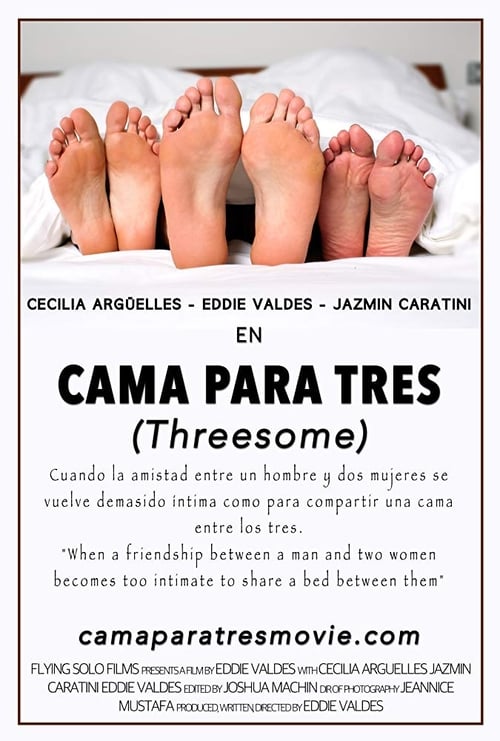 CECILIA ARGÜELLES - EDDIE VALDES - JAZMIN CARATINI
EN
CAMA PARA TRES
(Threesome)
Cuando la amistad entre un hombre y dos mujeres se
vuelve demasido íntima como para compartir una cama
entre los tres.
"When a friendship between a man and two women
becomes too intimate to share a bed between them"
camaparatresmovie.com
FLYING SOLO FILMS PRESENTS A FILM BY EDDIE VALDES WITH CECILIA ARGUELLES JAZMIN
CARATINI EDDIE VALDES EDITED BY JOSHUA MACHIN DIR OF PHOTOGRAPHY JEANNICE
MUSTAFA PRODUCED, WRITTEN, DIRECTED BY EDDIE VALDES